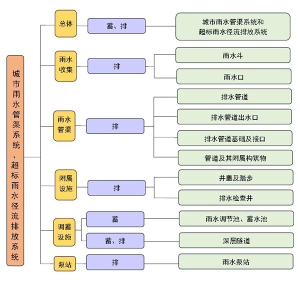 城市雨水管渠系统、超标雨水径流排放系统
总体
蓄、排
城市雨水管渠系统和
超标雨水径流排放系统
雨水
收集
排
雨水斗
雨水口
雨水
管渠
排
排水管道
排水管道出水口
排水管道基础及接口
管道及其附属构筑物
附属
设施
排
井盖及踏步
排水检查井
调蓄
设施
蓄
雨水调节池、蓄水池
蓄、排
深层隧道
泵站
排
雨水泵站